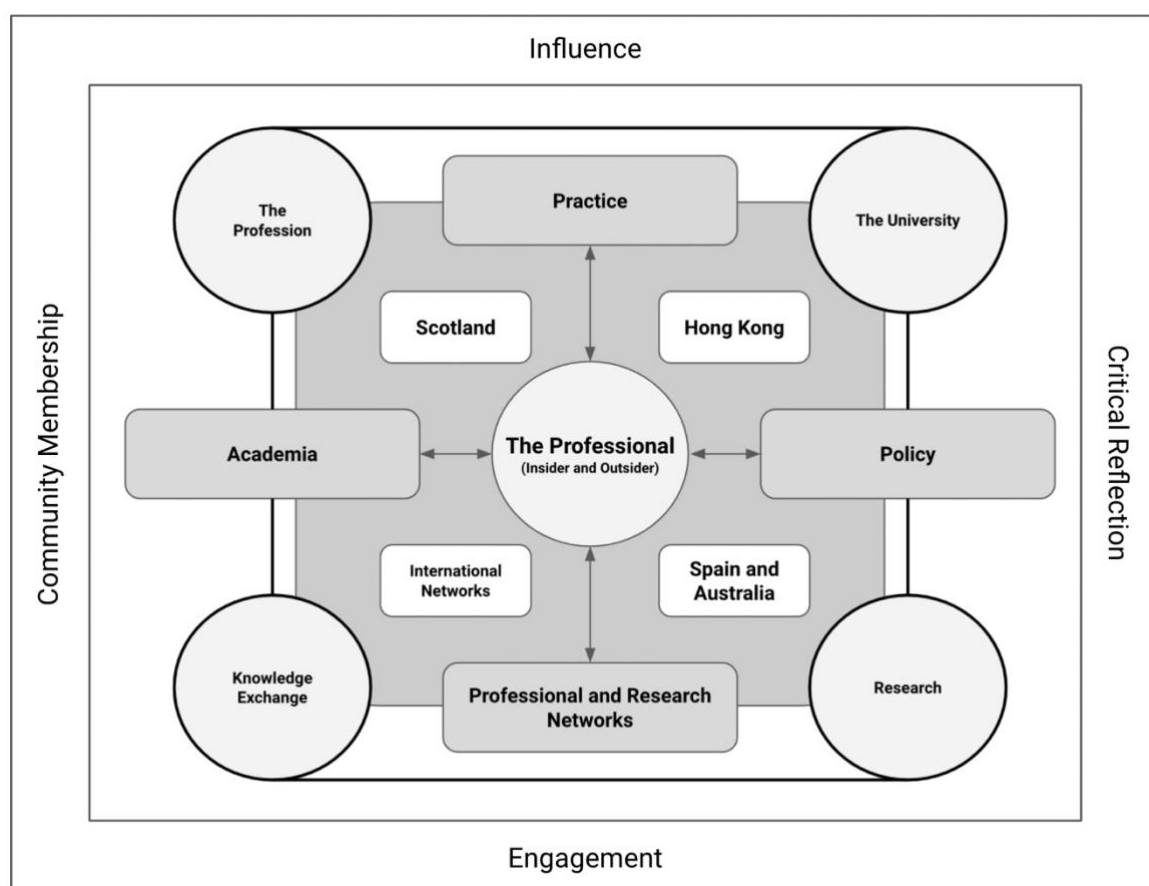 Influence
The
Profession
Practice
The University
Scotland
Hong Kong
Community Membership
Academia
The Professional
(Insider and Outsider)
Policy
Critical Reflection
International
Networks
Spain and
Australia
Knowledge
Exchange
Professional and Research
Networks
Research
Engagement